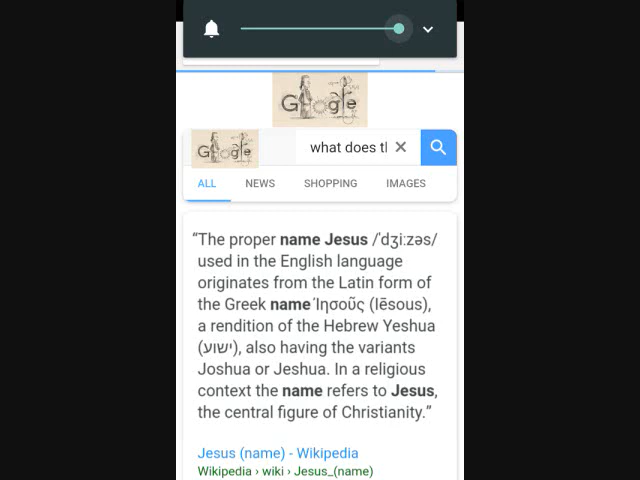 Google
Google what does tl
ALL NEWS SHOPPING IMAGES
“The proper name Jesus /ˈdʒiːzəs/
used in the English language
originates from the Latin form of
the Greek name Ἰησοῦς (Iēsous),
a rendition of the Hebrew Yeshua
(ישוע), also having the variants
Joshua or Jeshua. In a religious
context the name refers to Jesus,
the central figure of Christianity.”
Jesus (name) - Wikipedia
Wikipedia › wiki › Jesus_(name)